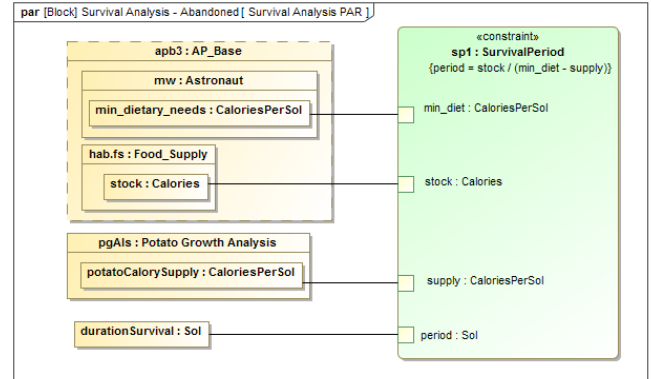 par [Block] Survival Analysis - Abandoned [ Survival Analysis PAR ]
apb3 : AP_Base
mw : Astronaut
min_dietary_needs : CaloriesPerSol
hab.fs : Food_Supply
stock : Calories
pgAls : Potato Growth Analysis
potatoCalorySupply : CaloriesPerSol
durationSurvival : Sol
«constraint»
sp1 : SurvivalPeriod
{period = stock / (min_diet - supply)}
min_diet : CaloriesPerSol
stock : Calories
supply : CaloriesPerSol
period : Sol